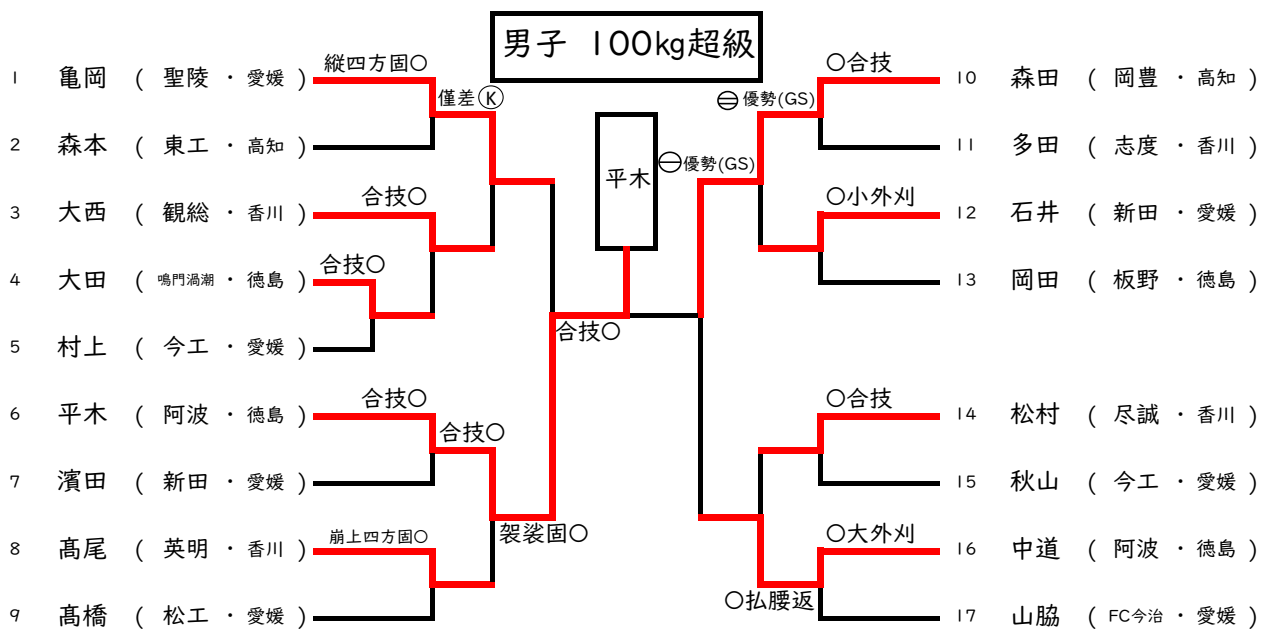 男子 100kg超級
1 亀岡 ( 聖陵 ・ 愛媛 ) 縦四方固○
僅差Ⓚ
2 森本 ( 東工 ・ 高知 )
3 大西 ( 観総 ・ 香川 ) 合技○
4 大田 ( 鳴門渦潮 ・ 徳島 ) 合技○
5 村上 ( 今工 ・ 愛媛 )
6 平木 ( 阿波 ・ 徳島 ) 合技○
合技○
7 濱田 ( 新田 ・ 愛媛 )
袈裟固○
8 髙尾 ( 英明 ・ 香川 ) 崩上四方固○
9 髙橋 ( 松工 ・ 愛媛 )
平木
合技○
⊖優勢(GS)
○合技 10 森田 ( 岡豊 ・ 高知 )
⊖優勢(GS)
11 多田 ( 志度 ・ 香川 )
○小外刈 12 石井 ( 新田 ・ 愛媛 )
13 岡田 ( 板野 ・ 徳島 )
○合技 14 松村 ( 尽誠 ・ 香川 )
15 秋山 ( 今工 ・ 愛媛 )
○大外刈 16 中道 ( 阿波 ・ 徳島 )
○払腰返
17 山脇 ( FC今治 ・ 愛媛 )